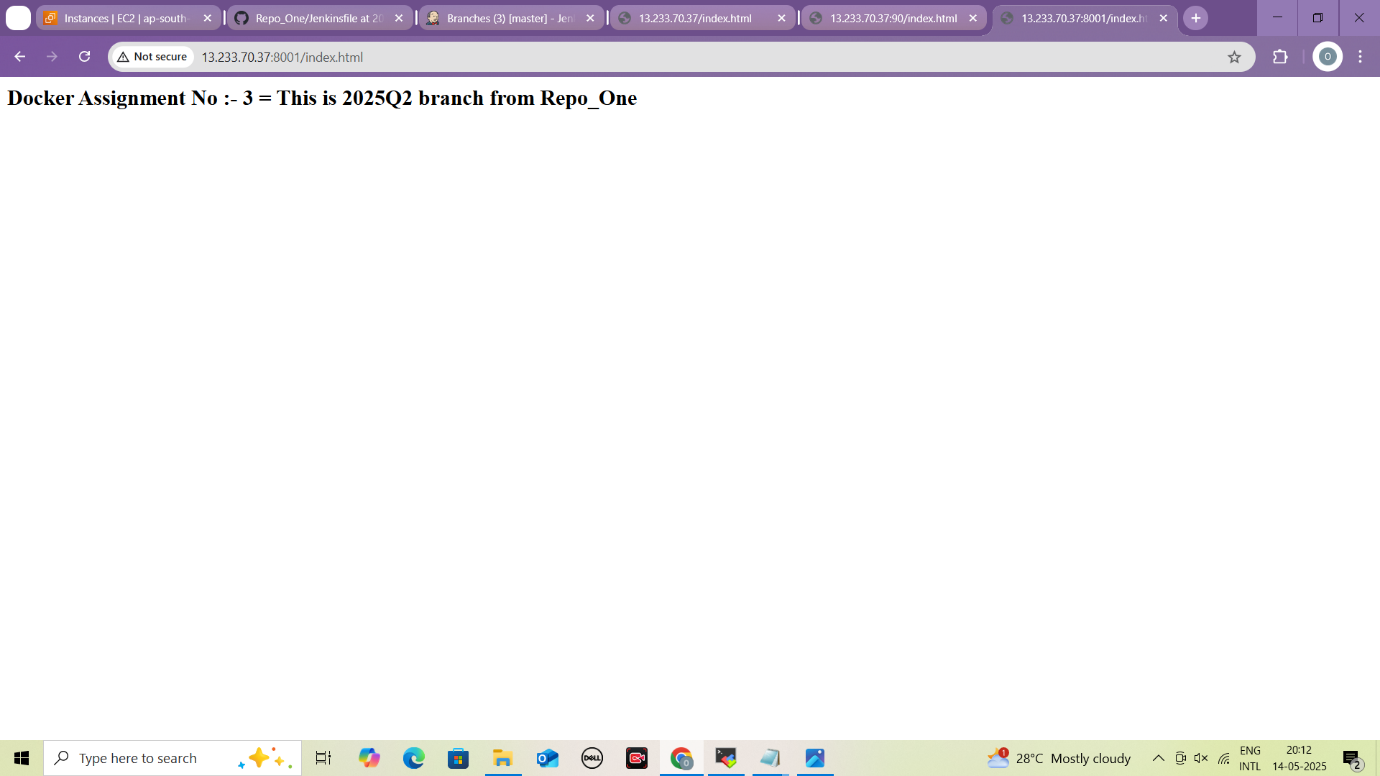 Instances | EC2 | ap-south-
Repo_One/Jenkinsfile at 20
Branches (3) [master] - Jen
13.233.70.37/index.html
13.233.70.37:90/index.html
13.233.70.37:8001/index.h
Not secure
13.233.70.37:8001/index.html
O
Docker Assignment No :- 3 = This is 2025Q2 branch from Repo_One
Type here to search
DELL
1
28°C Mostly cloudy
ENG
INTL
20:12
14-05-2025
2